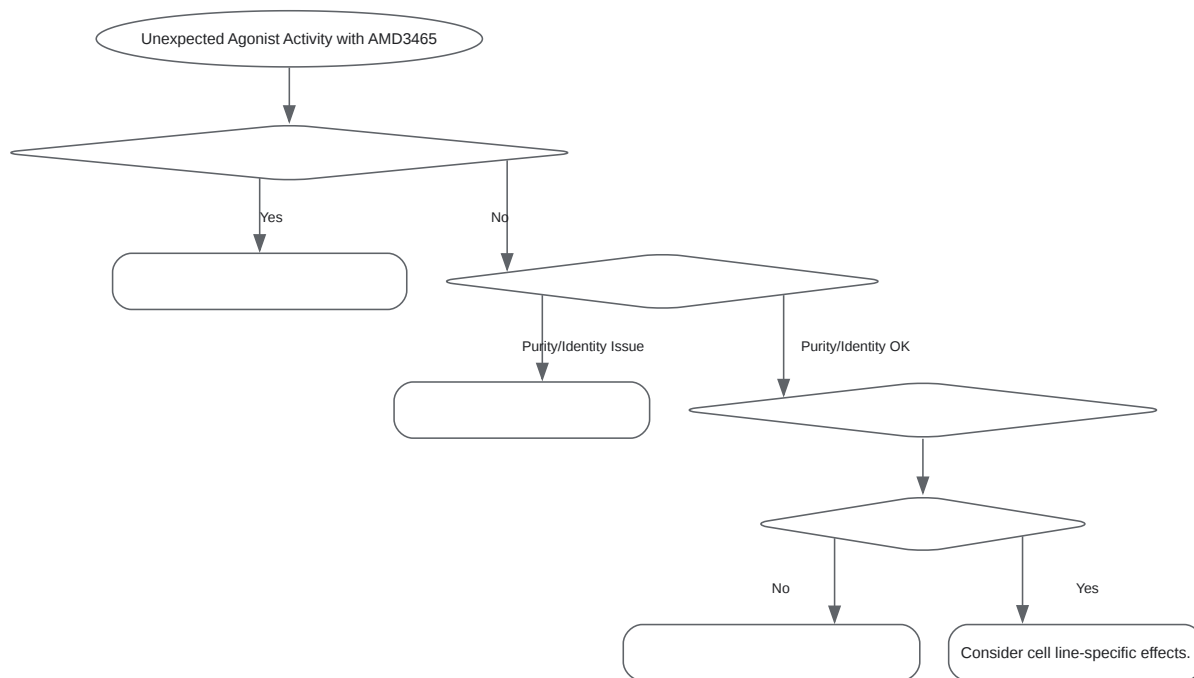 Unexpected Agonist Activity with AMD3465
Yes
No
Purity/Identity Issue
Purity/Identity OK
No
Yes
Consider cell line-specific effects.